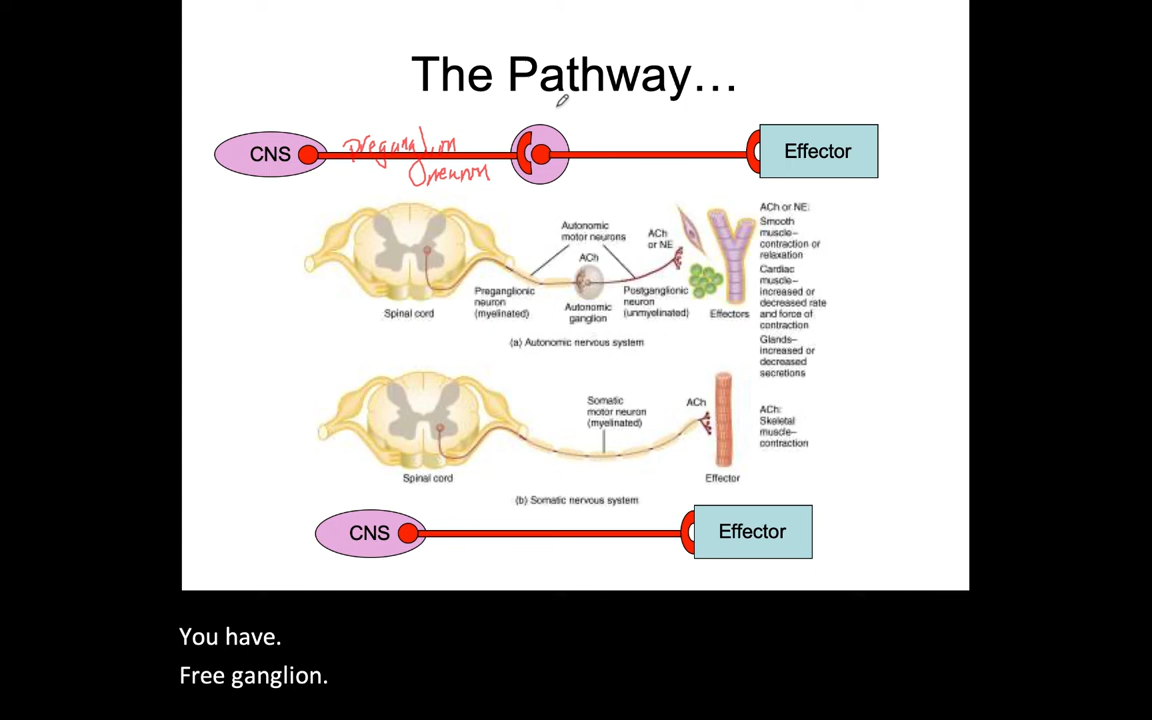 The Pathway...
CNS
preganglion
neuron
Effector
Autonomic
motor neurons
ACh
ACh
or NE
Preganglionic
neuron
(myelinated)
Autonomic
ganglion
Postganglionic
neuron
(unmyelinated)
Spinal cord
Effectors
ACh or NE:
Smooth
muscle–
contraction or
relaxation
Cardiac
muscle–
increased or
decreased rate
and force of
contraction
Glands–
increased or
decreased
secretions
(a) Autonomic nervous system
Somatic
motor neuron
(myelinated)
ACh
ACh:
Skeletal
muscle–
contraction
Spinal cord
Effector
(b) Somatic nervous system
CNS
Effector
You have.
Free ganglion.